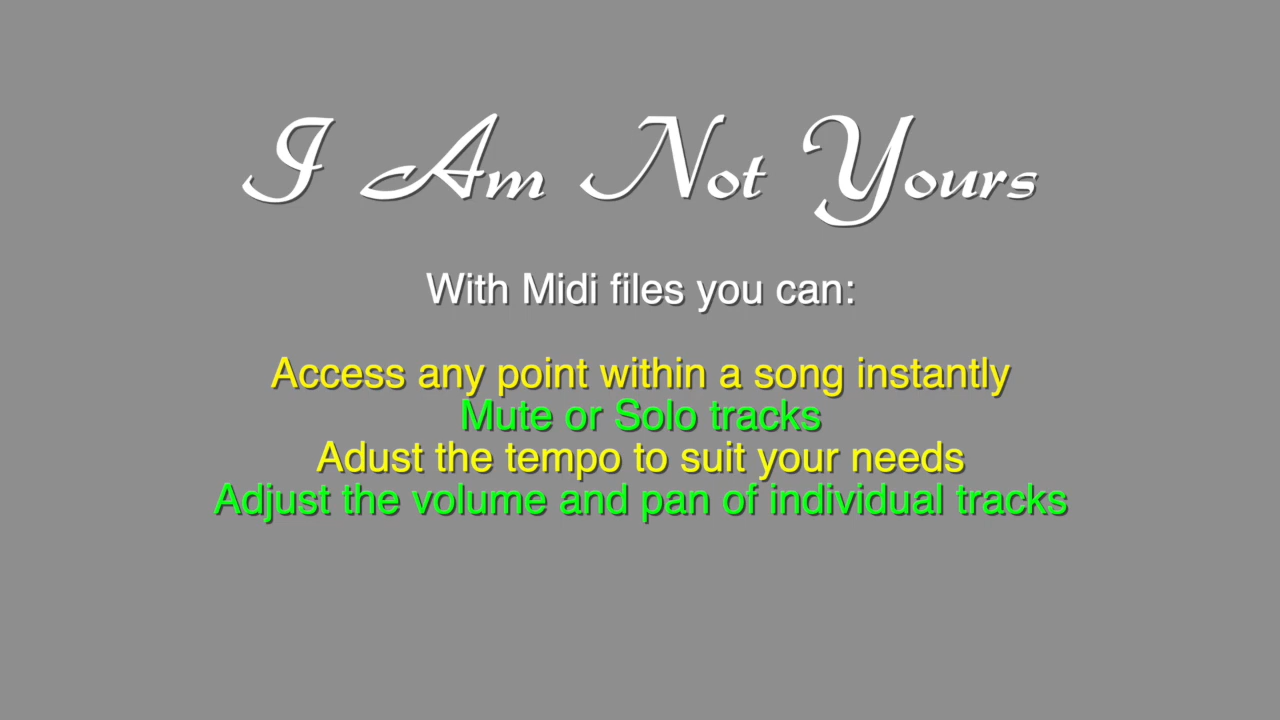 I Am Not Yours
With Midi files you can:
Access any point within a song instantly
Mute or Solo tracks
Adust the tempo to suit your needs
Adjust the volume and pan of individual tracks